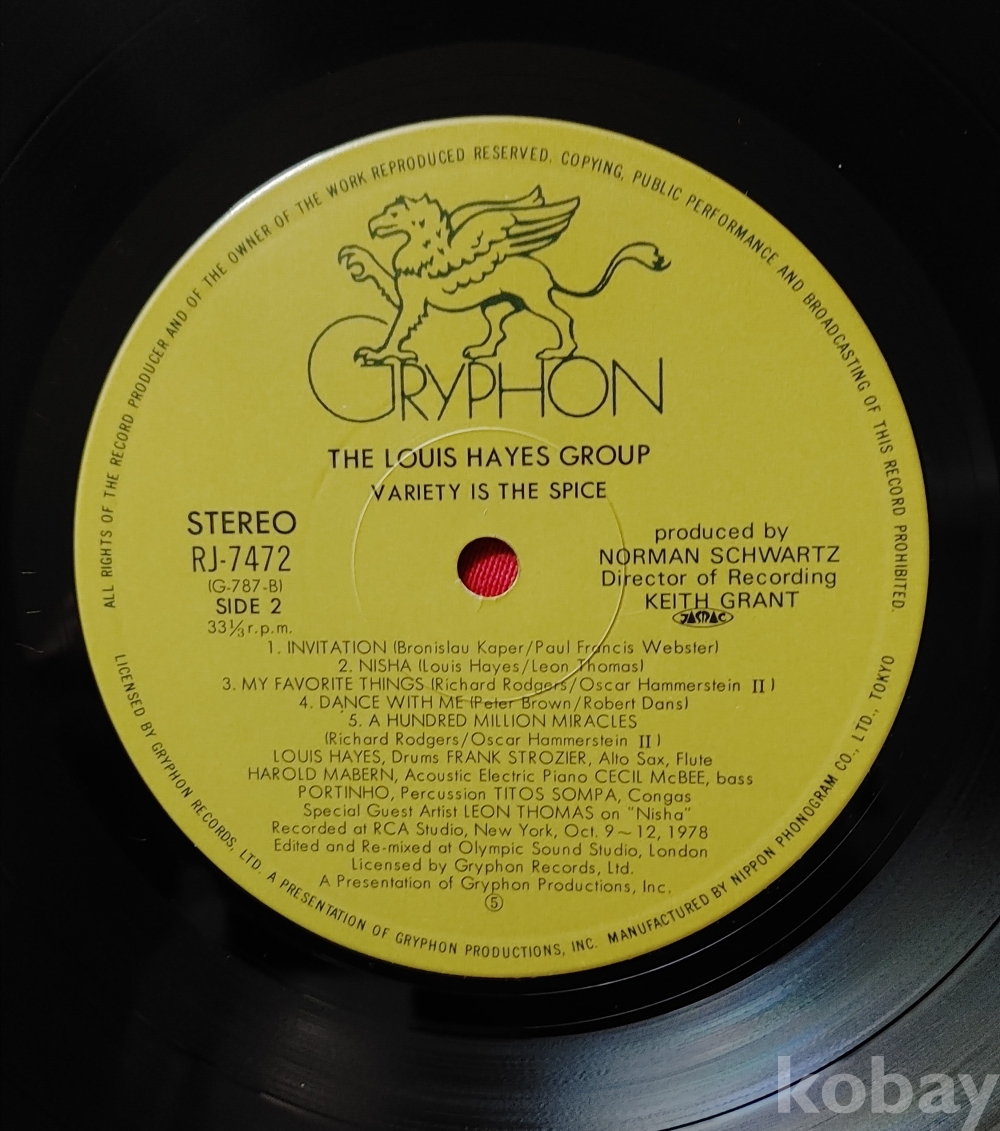 ALL RIGHTS OF THE RECORD PRODUCER AND OF THE OWNER OF THE WORK REPRODUCED RESERVED. COPYING, PUBLIC PERFORMANCE AND BROADCASTING OF THIS RECORD PROHIBITED.
GRYPHON
THE LOUIS HAYES GROUP
VARIETY IS THE SPICE
STEREO
RJ-7472
(G-787-B)
SIDE 2
33⅓ r.p.m.
produced by
NORMAN SCHWARTZ
Director of Recording
KEITH GRANT
JASRAC
1. INVITATION (Bronislau Kaper/Paul Francis Webster)
2. NISHA (Louis Hayes/Leon Thomas)
3. MY FAVORITE THINGS (Richard Rodgers/Oscar Hammerstein II)
4. DANCE WITH ME (Peter Brown/Robert Dans)
5. A HUNDRED MILLION MIRACLES
(Richard Rodgers/Oscar Hammerstein II)
LOUIS HAYES, Drums FRANK STROZIER, Alto Sax, Flute
HAROLD MABERN, Acoustic Electric Piano CECIL McBEE, bass
PORTINHO, Percussion TITOS SOMPA, Congas
Special Guest Artist LEON THOMAS on "Nisha"
Recorded at RCA Studio, New York, Oct. 9~12, 1978
Edited and Re-mixed at Olympic Sound Studio, London
Licensed by Gryphon Records, Ltd.
A Presentation of Gryphon Productions, Inc.
⑤
LICENSED BY GRYPHON RECORDS, LTD. A PRESENTATION OF GRYPHON PRODUCTIONS, INC. MANUFACTURED BY NIPPON PHONOGRAM CO., LTD., TOKYO
kobay